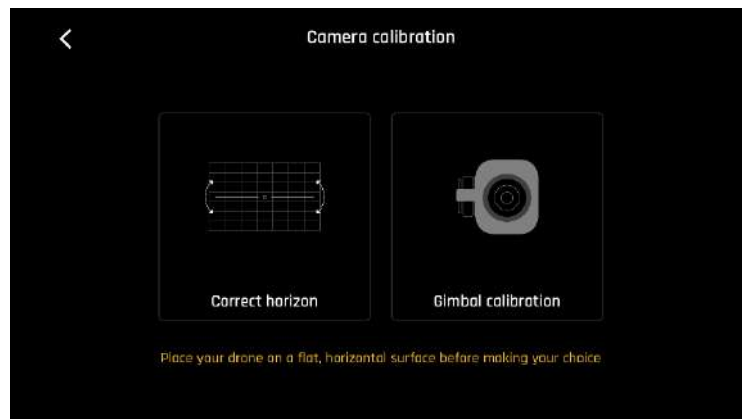 Camera calibration
Correct horizon
Gimbal calibration
Place your drone on a flat, horizontal surface before making your choice